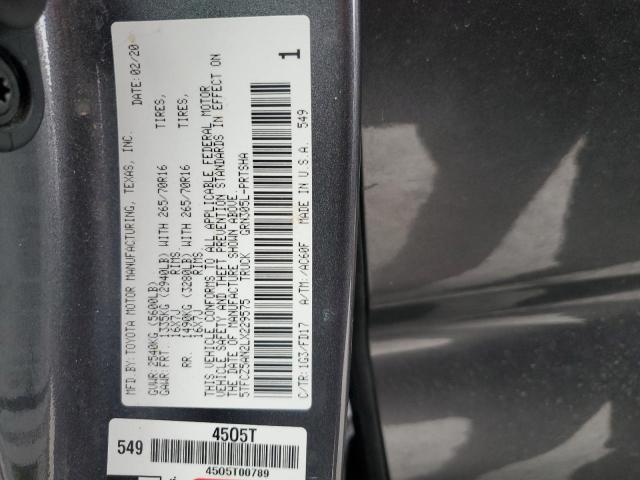 MFD.BY:TOYOTA MOTOR MANUFACTURING, TEXAS, INC. DATE: 02/20
GVWR:2540KG(5600LB)
GAWR:FRT. 1335KG (2940LB) WITH 265/70R16 TIRES,
16X7J RIMS,
RR. 1490KG (3280LB) WITH 265/70R16 TIRES,
16X7J RIMS
THIS VEHICLE CONFORMS TO ALL APPLICABLE FEDERAL MOTOR
VEHICLE SAFETY AND THEFT PREVENTION STANDARDS IN EFFECT ON
THE DATE OF MANUFACTURE SHOWN ABOVE.
5TFCZ5AN2LX229575 TRUCK GRN305L-PRTSHA
C/TR:1G3/FD17 A/TM:/AC60F MADE IN U.S.A. 549
1
549
4505T
4505T00789